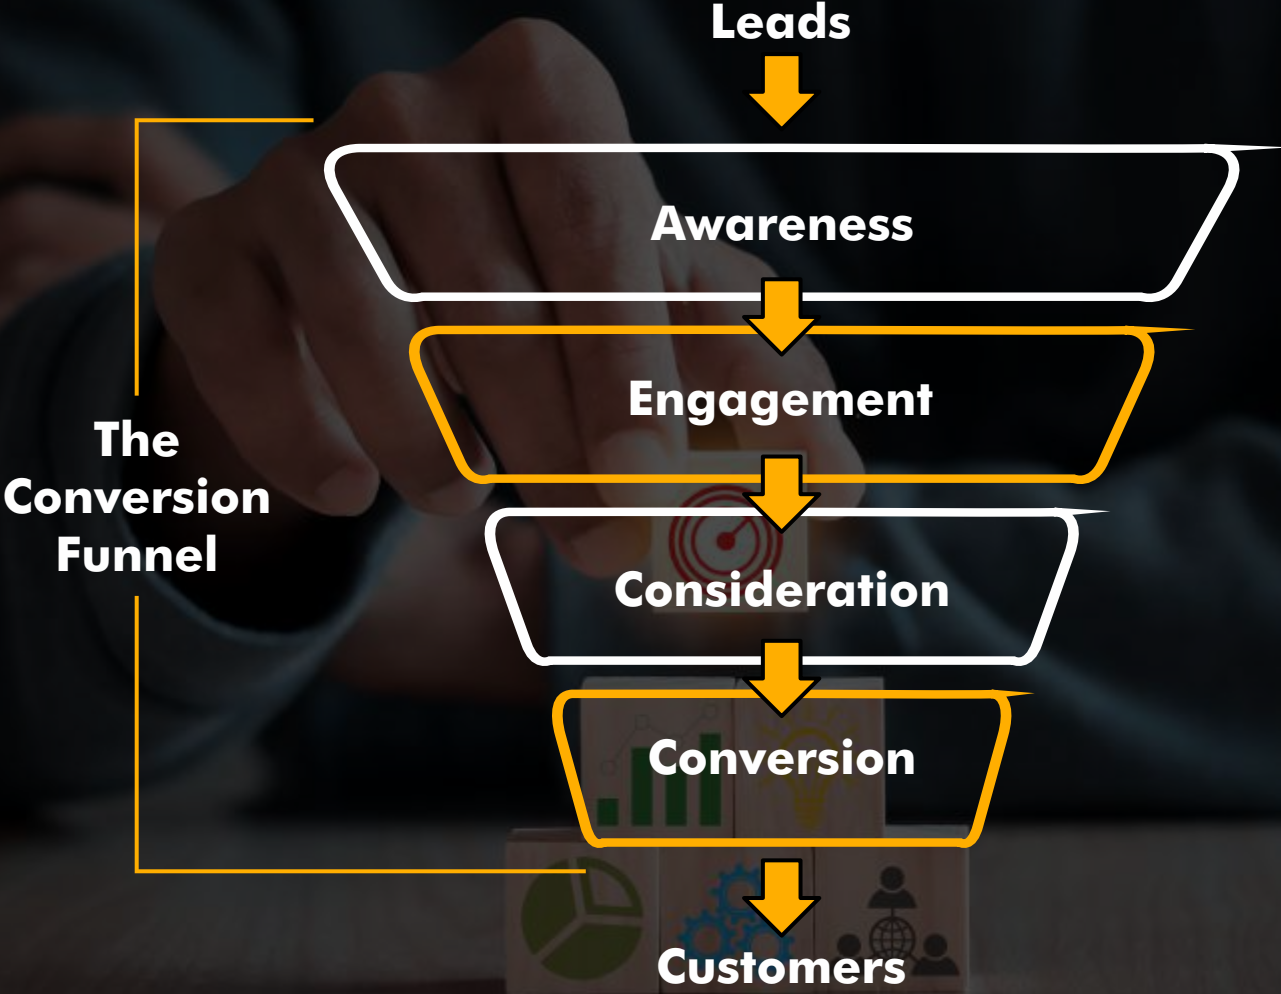 Leads
Awareness
Engagement
The
Conversion
Funnel
Consideration
Conversion
Customers